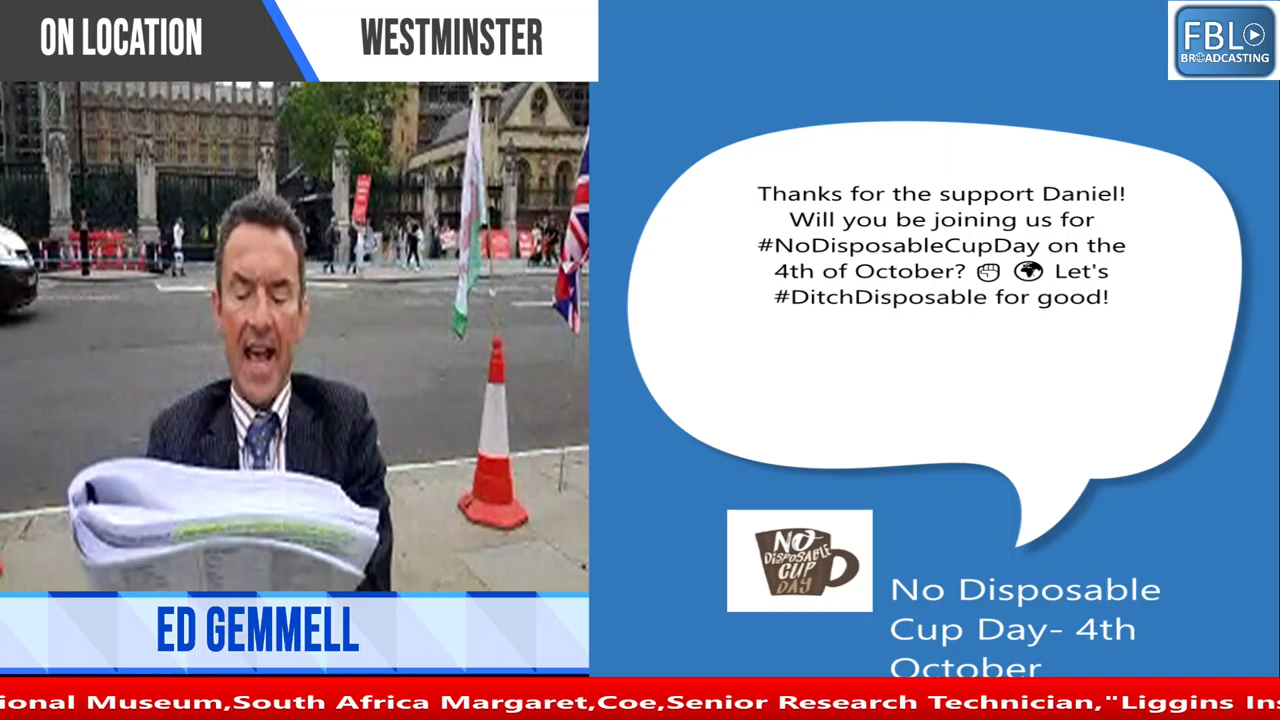 ON LOCATION
WESTMINSTER
FBL
BROADCASTING
Thanks for the support Daniel!
Will you be joining us for
#NoDisposableCupDay on the
4th of October? ✊ 🌍 Let's
#DitchDisposable for good!
NO
DISPOSABLE
CUP
DAY
No Disposable
Cup Day- 4th
October
ED GEMMELL
ional Museum,South Africa Margaret,Coe,Senior Research Technician,"Liggins Ins